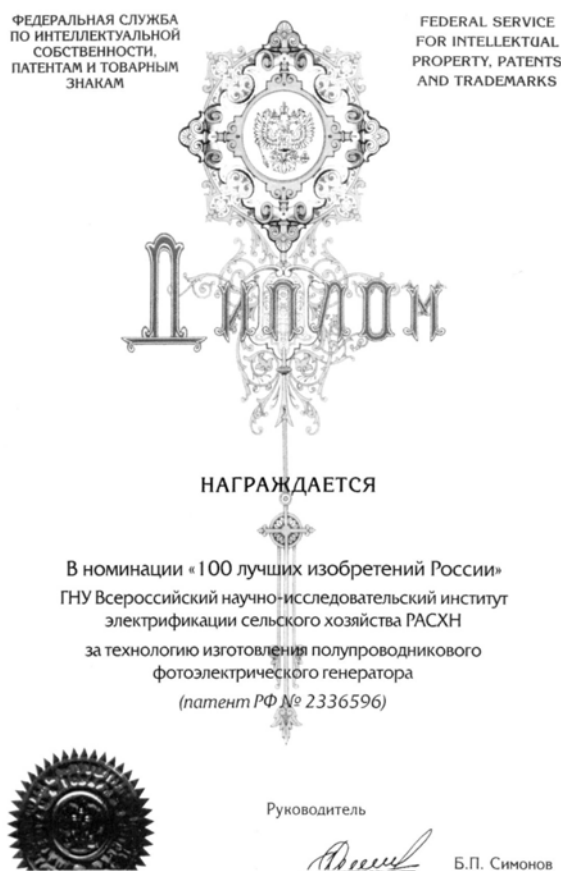 ФЕДЕРАЛЬНАЯ СЛУЖБА
ПО ИНТЕЛЛЕКТУАЛЬНОЙ
СОБСТВЕННОСТИ,
ПАТЕНТАМ И ТОВАРНЫМ
ЗНАКАМ
FEDERAL SERVICE
FOR INTELLEKTUAL
PROPERTY, PATENTS
AND TRADEMARKS
Диплом
НАГРАЖДАЕТСЯ
В номинации «100 лучших изобретений России»
ГНУ Всероссийский научно-исследовательский институт
электрификации сельского хозяйства РАСХН
за технологию изготовления полупроводникового
фотоэлектрического генератора
(патент РФ № 2336596)
Руководитель
Б.П. Симонов